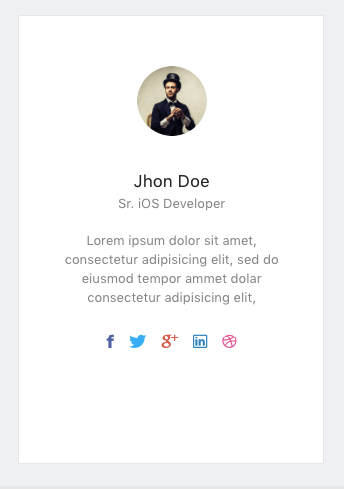 Jhon Doe
Sr. iOS Developer
Lorem ipsum dolor sit amet,
consectetur adipisicing elit, sed do
eiusmod tempor ammet dolar
consectetur adipisicing elit,